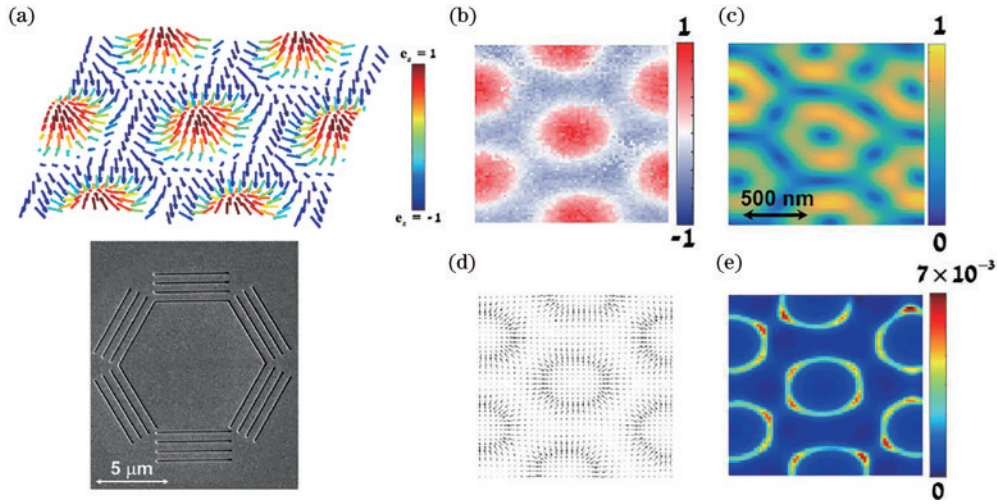 (a)
e_z = 1
e_z = -1
5 μm
(b)
1
-1
(c)
500 nm
1
0
(d)
(e)
7 × 10⁻³
0